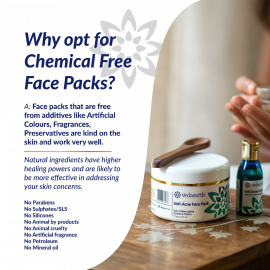 Why opt for
Chemical Free
Face Packs?
A: Face packs that are free
from additives like Artificial
Colours, Fragrances,
Preservatives are kind on the
skin and work very well.
Natural ingredients have higher
healing powers and are likely to
be more effective in addressing
your skin concerns.
No Parabens
No Sulphates/SLS
No Silicones
No Animal by products
No Animal cruelty
No Artificial fragrance
No Petroleum
No Mineral oil
Vedaearth
Anti Acne Face Pack